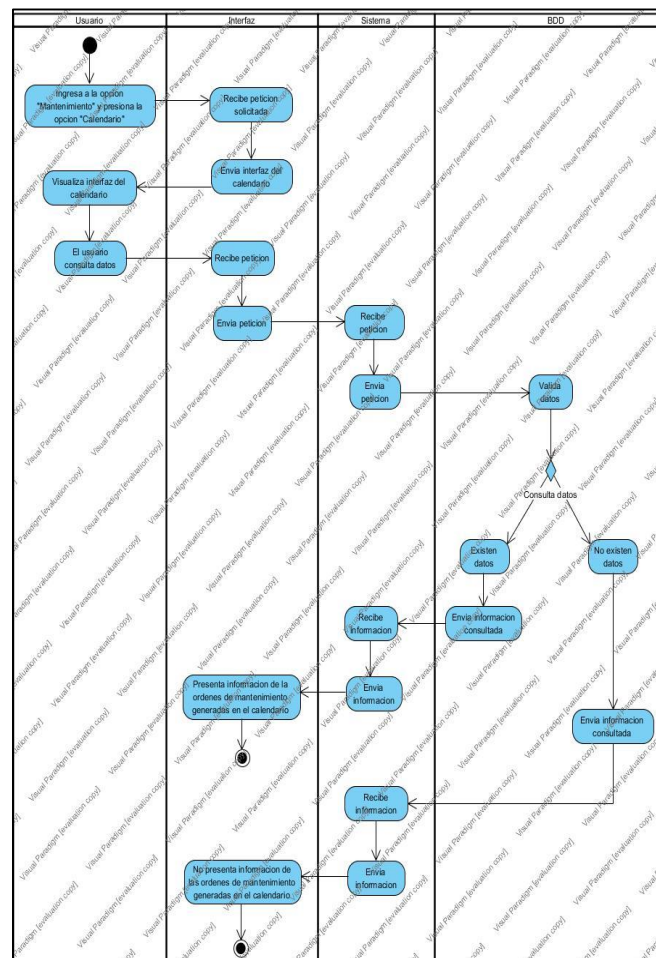 Usuario
Interfaz
Sistema
BDD
Ingresa a la opcion
"Mantenimiento" y presiona la
opcion "Calendario"
Recibe peticion
solicitada
Envia interfaz del
calendario
Visualiza interfaz del
calendario
El usuario
consulta datos
Recibe peticion
Envia peticion
Recibe
peticion
Envia
peticion
Valida
datos
Consulta datos
Existen
datos
No existen
datos
Envia informacion
consultada
Recibe
informacion
Envia
informacion
Presenta informacion de la
ordenes de mantenimiento
generadas en el calendario
Envia informacion
consultada
Recibe
informacion
Envia
informacion
No presenta informacion de
las ordenes de mantenimiento
generadas en el calendario
Visual Paradigm [evaluation copy]